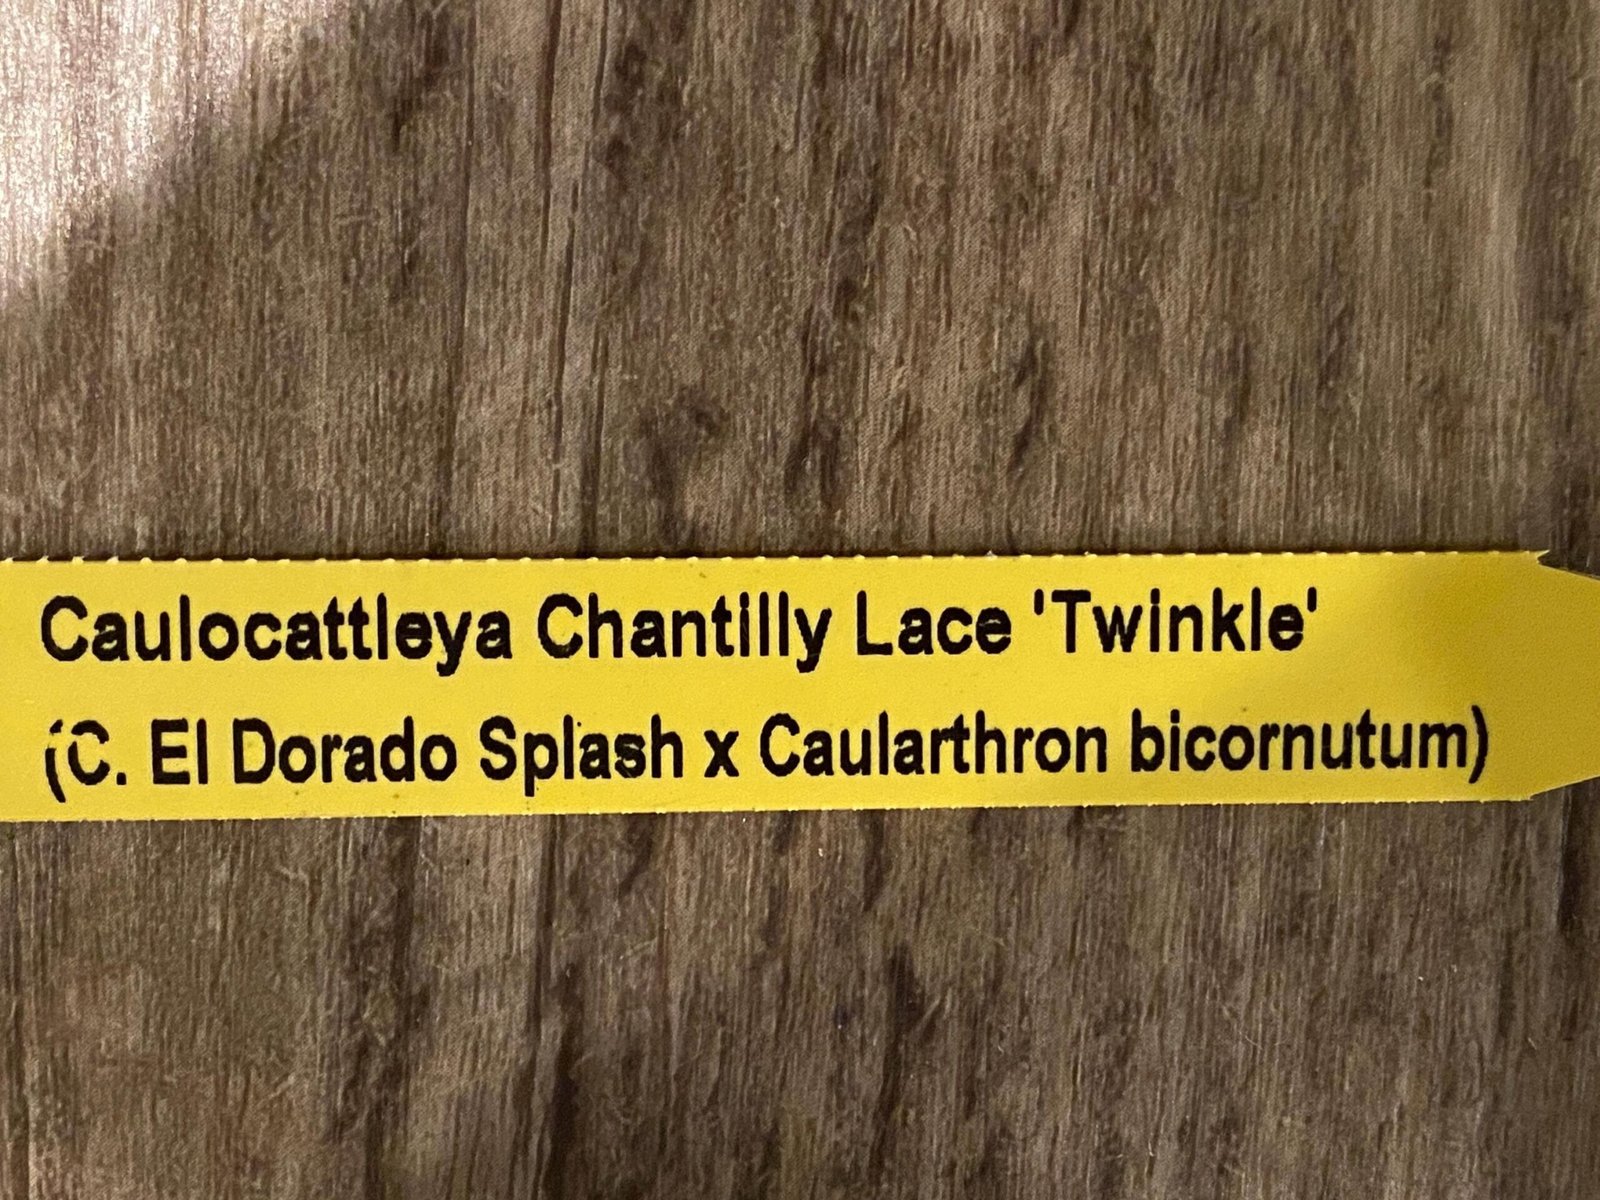 Caulocattleya Chantilly Lace 'Twinkle'
(C. El Dorado Splash x Caularthron bicornutum)